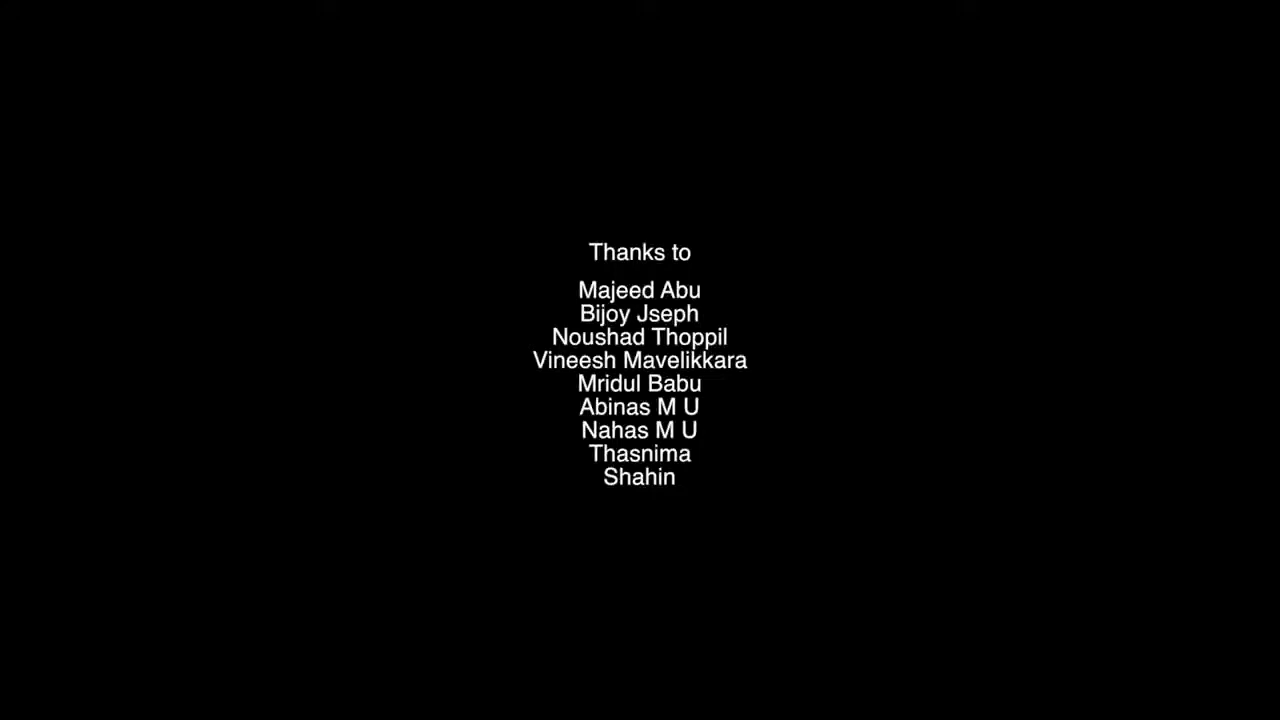 Thanks to
Majeed Abu
Bijoy Jseph
Noushad Thoppil
Vineesh Mavelikkara
Mridul Babu
Abinas M U
Nahas M U
Thasnima
Shahin